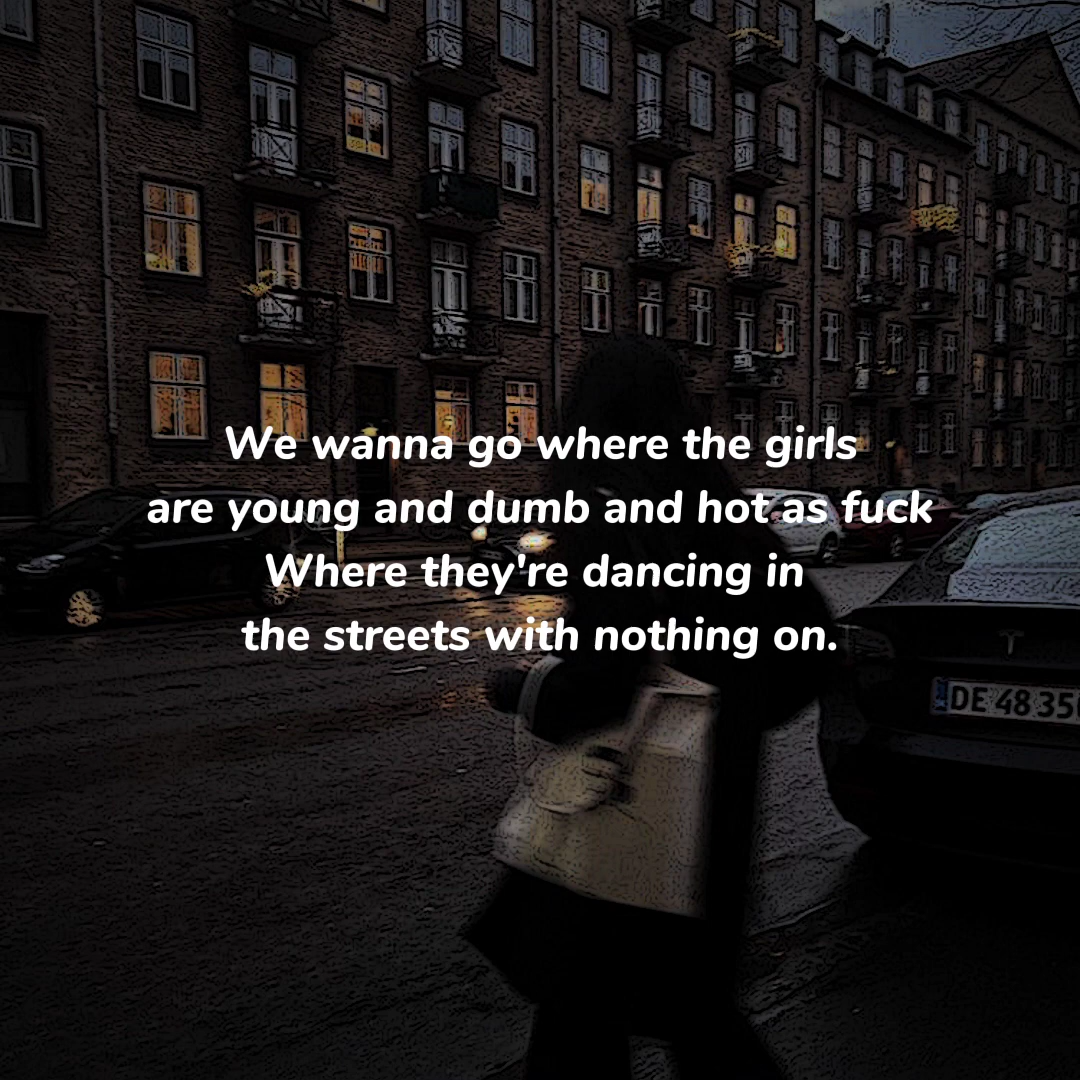 We wanna go where the girls
are young and dumb and hot as fuck
Where they're dancing in
the streets with nothing on.
DE 48 35